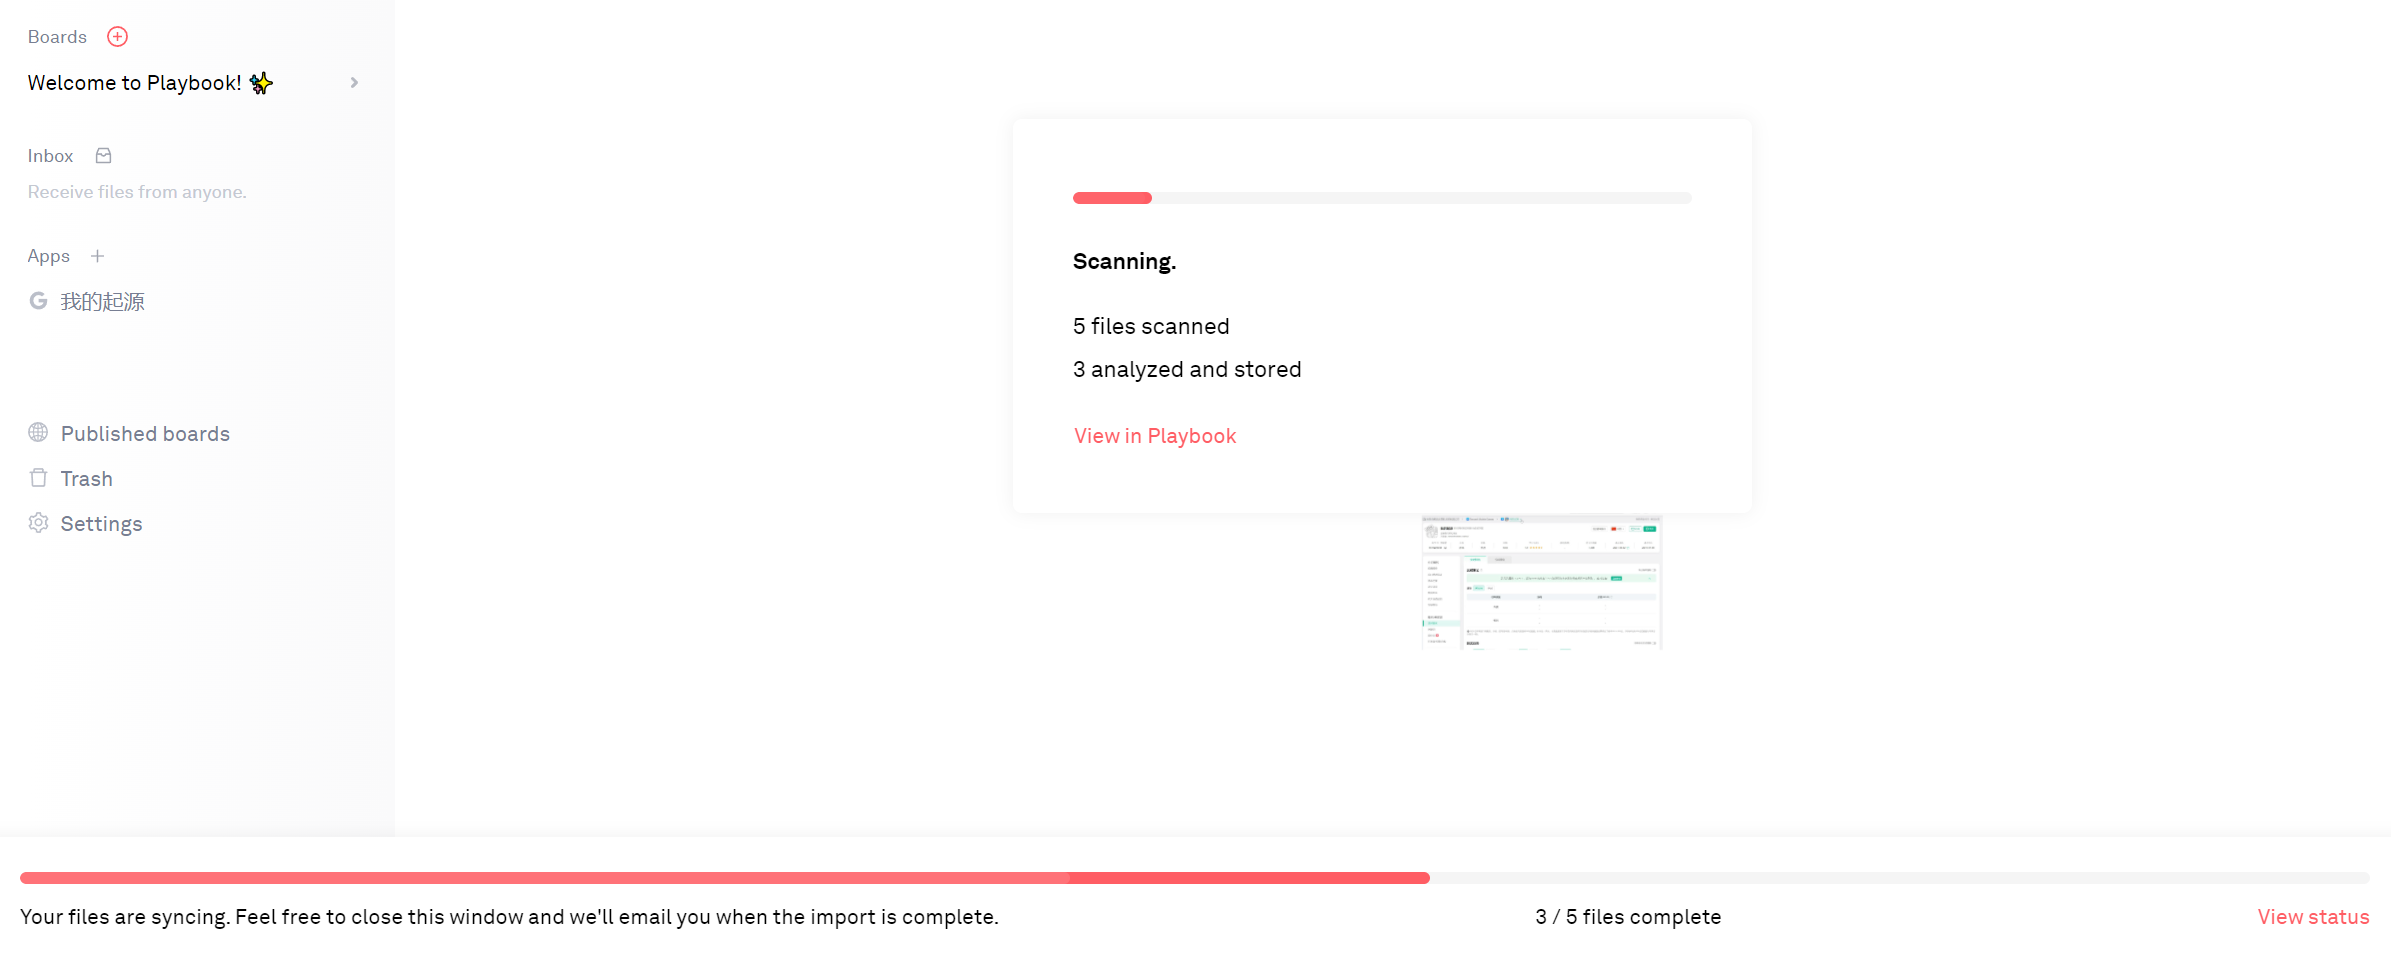 Boards
Welcome to Playbook! ✨
Inbox
Receive files from anyone.
Apps
我的起源
Published boards
Trash
Settings
Scanning.
5 files scanned
3 analyzed and stored
View in Playbook
Your files are syncing. Feel free to close this window and we'll email you when the import is complete.
3 / 5 files complete
View status